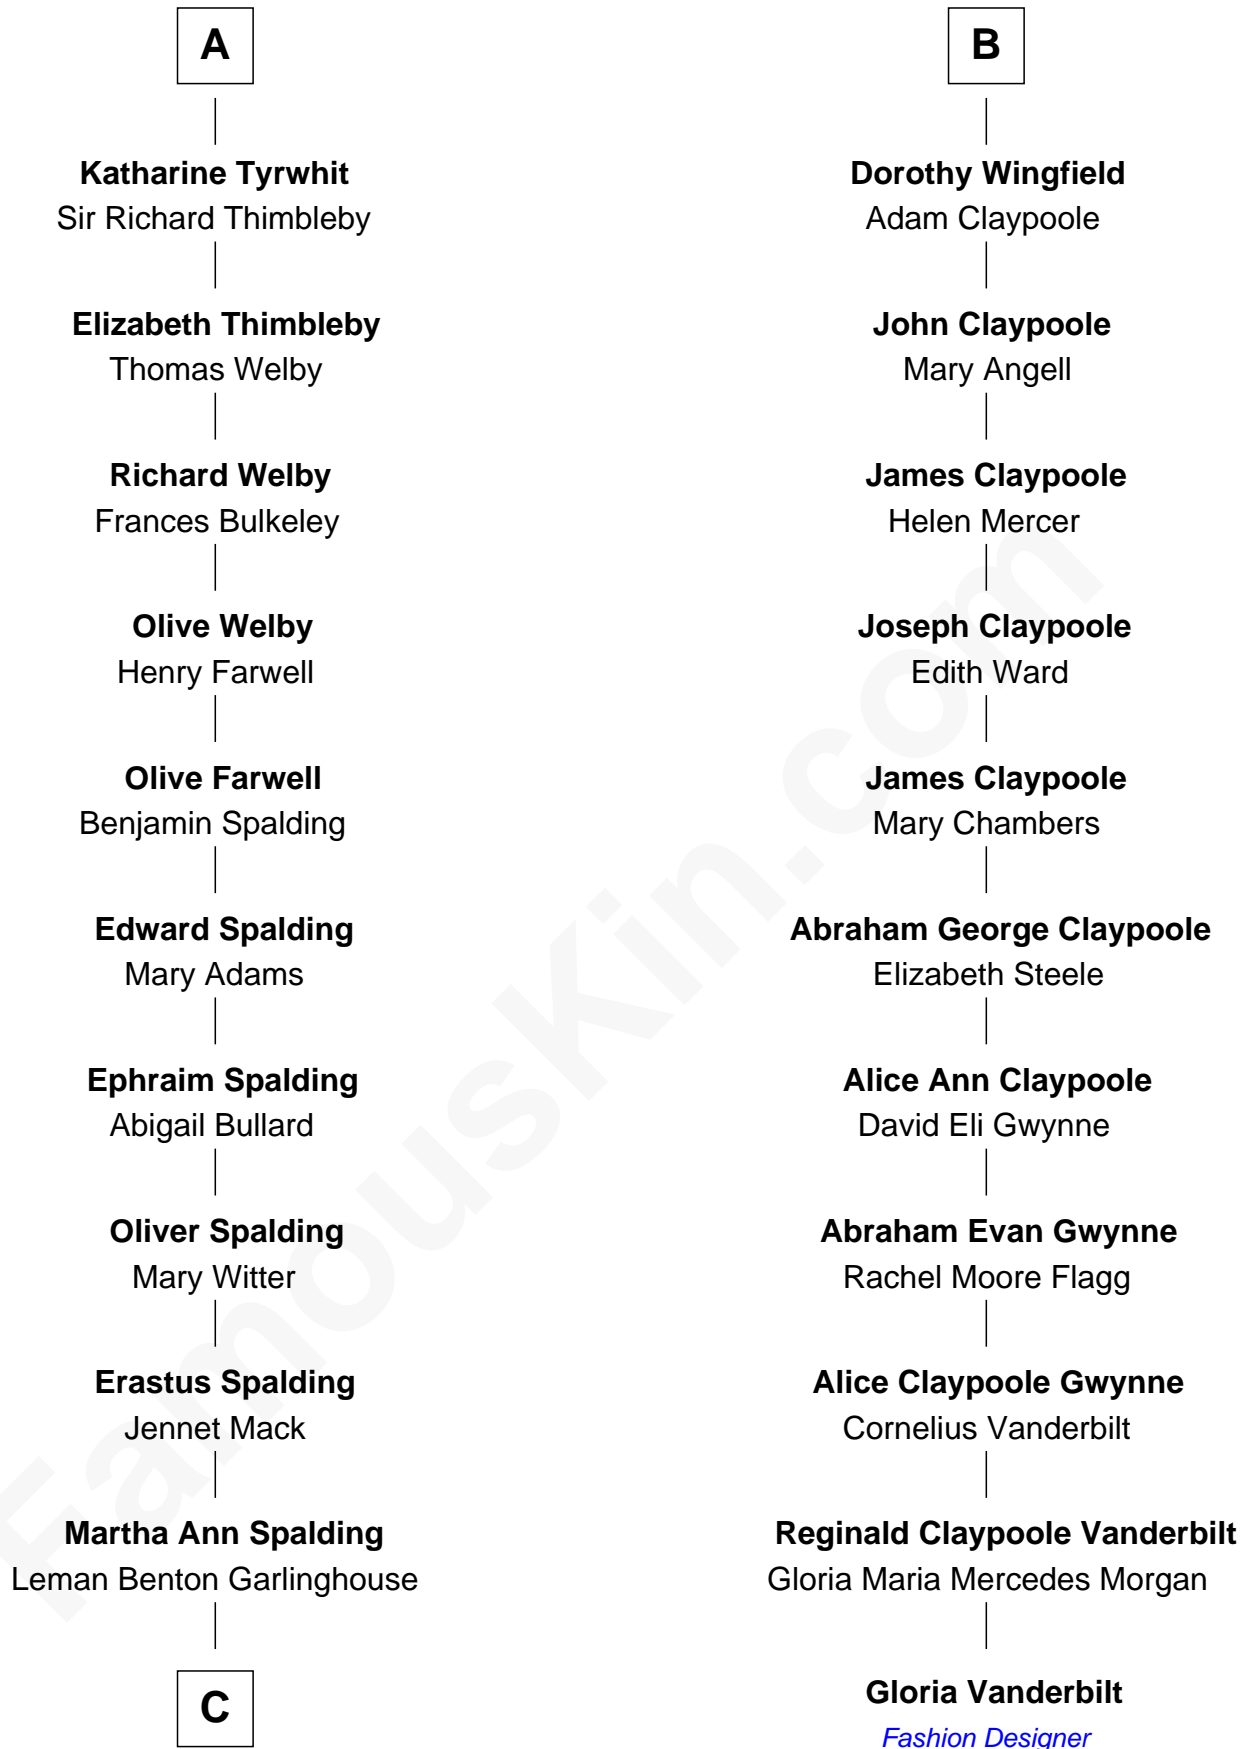 A
Katharine Tyrwhit
Sir Richard Thimbleby
Elizabeth Thimbleby
Thomas Welby
Richard Welby
Frances Bulkeley
Olive Welby
Henry Farwell
Olive Farwell
Benjamin Spalding
Edward Spalding
Mary Adams
Ephraim Spalding
Abigail Bullard
Oliver Spalding
Mary Witter
Erastus Spalding
Jennet Mack
Martha Ann Spalding
Leman Benton Garlinghouse
C
B
Dorothy Wingfield
Adam Claypoole
John Claypoole
Mary Angell
James Claypoole
Helen Mercer
Joseph Claypoole
Edith Ward
James Claypoole
Mary Chambers
Abraham George Claypoole
Elizabeth Steele
Alice Ann Claypoole
David Eli Gwynne
Abraham Evan Gwynne
Rachel Moore Flagg
Alice Claypoole Gwynne
Cornelius Vanderbilt
Reginald Claypoole Vanderbilt
Gloria Maria Mercedes Morgan
Gloria Vanderbilt
Fashion Designer
FamousKin.com